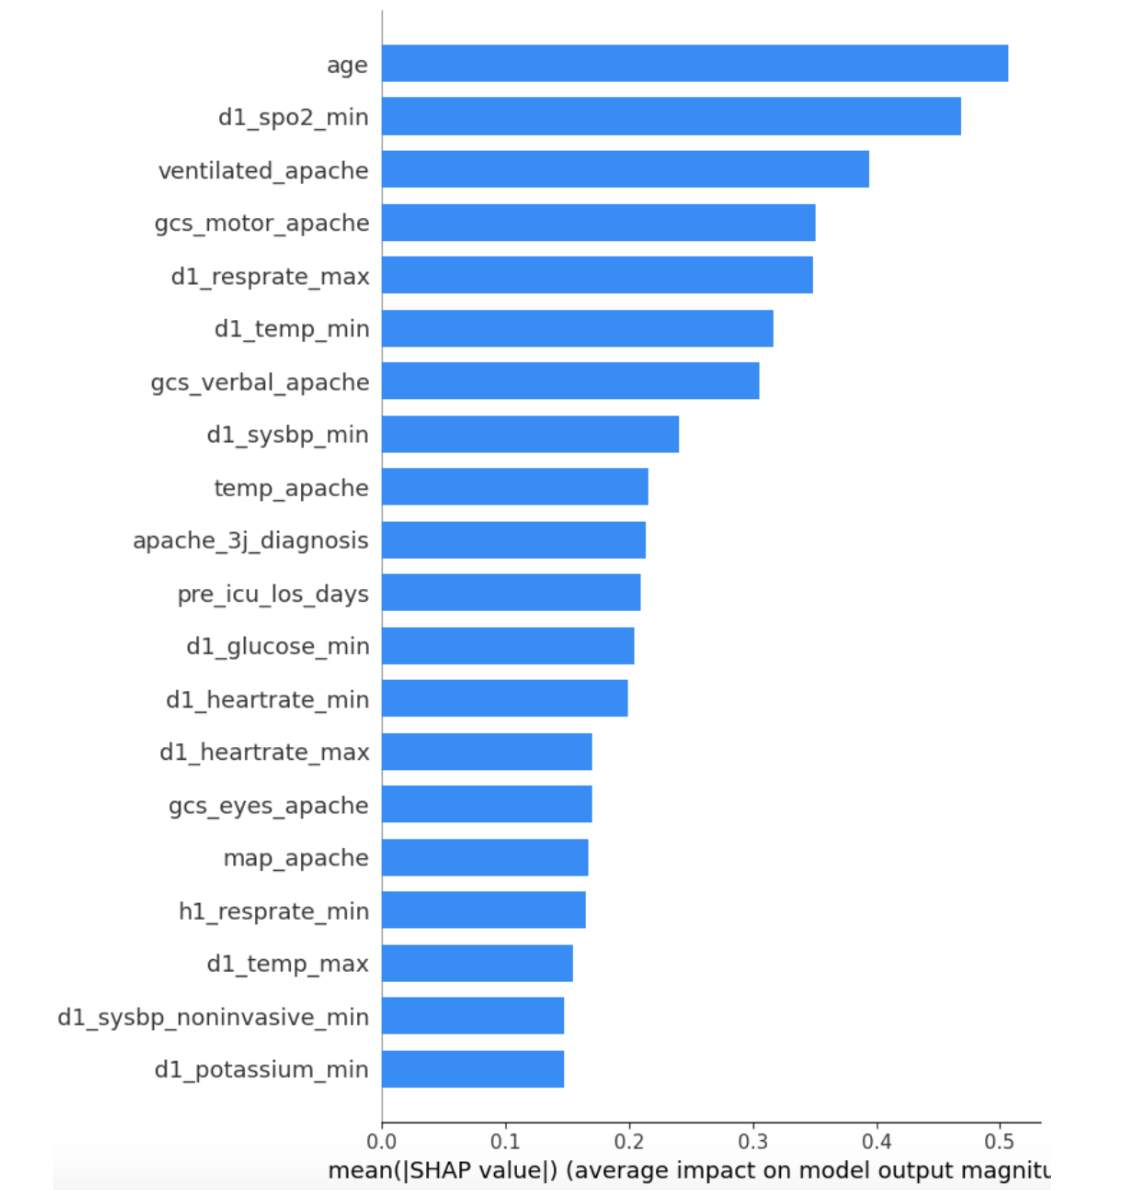 age
d1_spo2_min
ventilated_apache
gcs_motor_apache
d1_resprate_max
d1_temp_min
gcs_verbal_apache
d1_sysbp_min
temp_apache
apache_3j_diagnosis
pre_icu_los_days
d1_glucose_min
d1_heartrate_min
d1_heartrate_max
gcs_eyes_apache
map_apache
h1_resprate_min
d1_temp_max
d1_sysbp_noninvasive_min
d1_potassium_min
0.0 0.1 0.2 0.3 0.4 0.5
mean(|SHAP value|) (average impact on model output magnitu